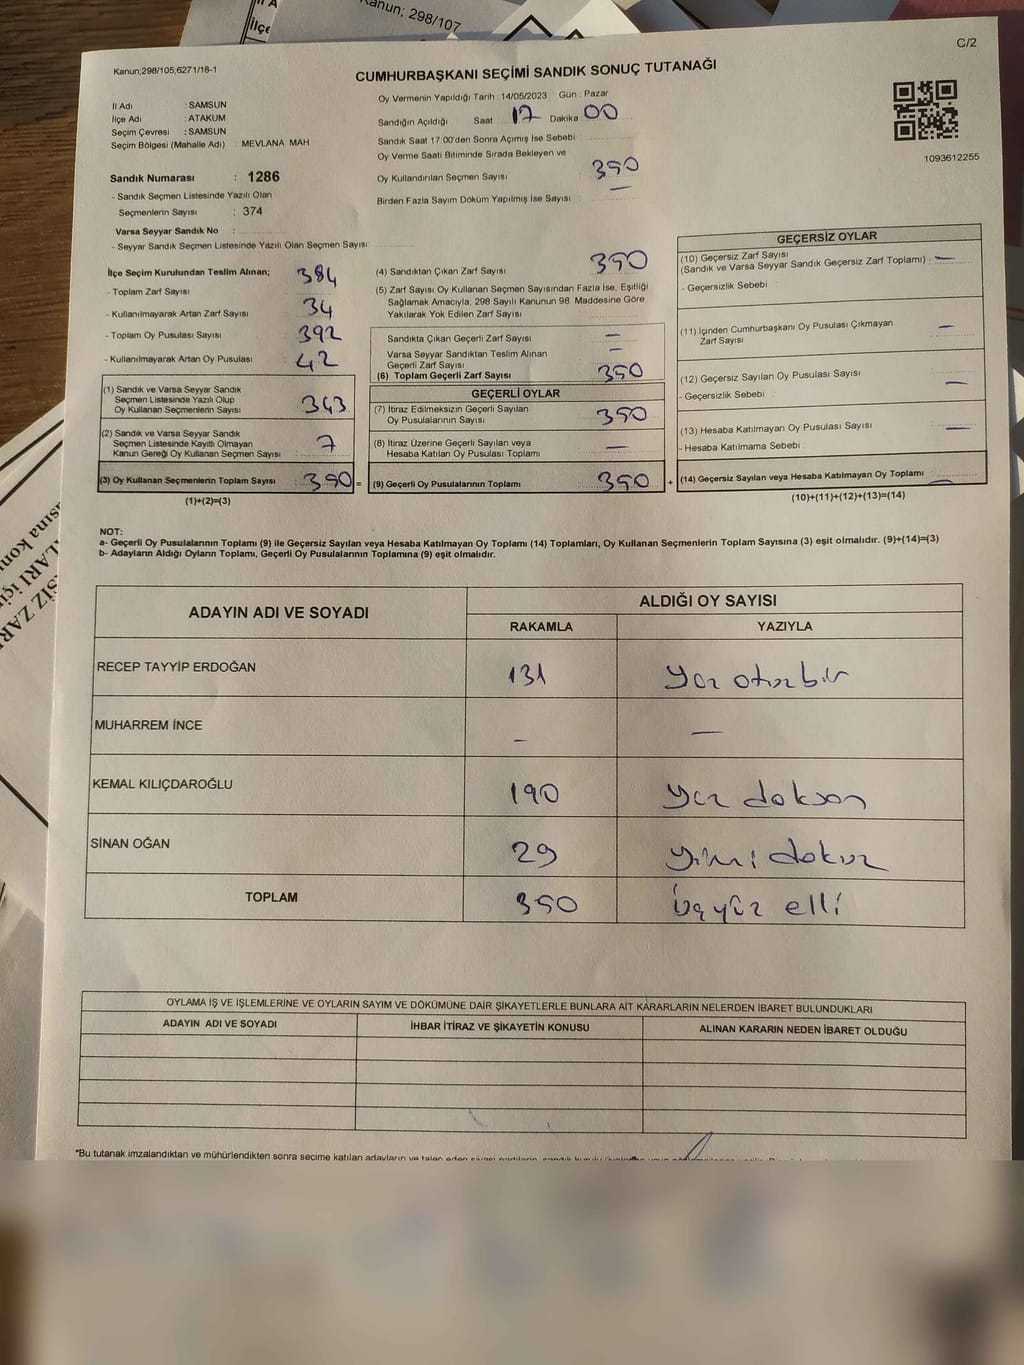 Kanun; 298/107
İlçe
C/2
Kanun;298/105;6271/18-1
CUMHURBAŞKANI SEÇİMİ SANDIK SONUÇ TUTANAĞI
İl Adı : SAMSUN
İlçe Adı : ATAKUM
Seçim Çevresi : SAMSUN
Seçim Bölgesi (Mahalle Adı) MEVLANA MAH
Oy Vermenin Yapıldığı Tarih : 14/05/2023 Gün : Pazar
Sandığın Açıldığı Saat 17 Dakika 00
Sandık Saat 17:00'den Sonra Açımış İse Sebebi :
Oy Verme Saati Bitiminde Sırada Bekleyen ve
Oy Kullandırılan Seçmen Sayısı : 350
Birden Fazla Sayım Döküm Yapılmış İse Sayısı : —
1093612255
Sandık Numarası : 1286
- Sandık Seçmen Listesinde Yazılı Olan
Seçmenlerin Sayısı : 374
Varsa Seyyar Sandık No :
- Seyyar Sandık Seçmen Listesinde Yazılı Olan Seçmen Sayısı
İlçe Seçim Kurulundan Teslim Alınan;
- Toplam Zarf Sayısı : 384
- Kullanılmayarak Artan Zarf Sayısı : 34
- Toplam Oy Pusulası Sayısı : 392
- Kullanılmayarak Artan Oy Pusulası : 42
(1) Sandık ve Varsa Seyyar Sandık
Seçmen Listesinde Yazılı Olup
Oy Kullanan Seçmenlerin Sayısı : 343
(2) Sandık ve Varsa Seyyar Sandık
Seçmen Listesinde Kayıtlı Olmayan
Kanun Gereği Oy Kullanan Seçmen Sayısı : 7
(3) Oy Kullanan Seçmenlerin Toplam Sayısı : 350 =
(1)+(2)=(3)
(4) Sandıktan Çıkan Zarf Sayısı : 350
(5) Zarf Sayısı Oy Kullanan Seçmen Sayısından Fazla İse, Eşitliği
Sağlamak Amacıyla, 298 Sayılı Kanunun 98. Maddesine Göre
Yakılarak Yok Edilen Zarf Sayısı :
Sandıkta Çıkan Geçerli Zarf Sayısı : —
Varsa Seyyar Sandıktan Teslim Alınan
Geçerli Zarf Sayısı : —
(6) Toplam Geçerli Zarf Sayısı : 350
GEÇERLİ OYLAR
(7) İtiraz Edilmeksizin Geçerli Sayılan
Oy Pusulalarının Sayısı : 350
(8) İtiraz Üzerine Geçerli Sayılan veya
Hesaba Katılan Oy Pusulası Toplamı : —
(9) Geçerli Oy Pusulalarının Toplamı : 350 +
GEÇERSİZ OYLAR
(10) Geçersiz Zarf Sayısı
(Sandık ve Varsa Seyyar Sandık Geçersiz Zarf Toplamı) : —
- Geçersizlik Sebebi :
(11) İçinden Cumhurbaşkanı Oy Pusulası Çıkmayan
Zarf Sayısı : —
(12) Geçersiz Sayılan Oy Pusulası Sayısı : —
- Geçersizlik Sebebi :
(13) Hesaba Katılmayan Oy Pusulası Sayısı : —
- Hesaba Katılmama Sebebi :
(14) Geçersiz Sayılan veya Hesaba Katılmayan Oy Toplamı : —
(10)+(11)+(12)+(13)=(14)
NOT:
a- Geçerli Oy Pusulalarının Toplamı (9) ile Geçersiz Sayılan veya Hesaba Katılmayan Oy Toplamı (14) Toplamları, Oy Kullanan Seçmenlerin Toplam Sayısına (3) eşit olmalıdır. (9)+(14)=(3)
b- Adayların Aldığı Oyların Toplamı, Geçerli Oy Pusulalarının Toplamına (9) eşit olmalıdır.
ADAYIN ADI VE SOYADI ALDIĞI OY SAYISI
RAKAMLA YAZIYLA
RECEP TAYYİP ERDOĞAN 131 Yüz otuz bir
MUHARREM İNCE – —
KEMAL KILIÇDAROĞLU 190 Yüz doksan
SİNAN OĞAN 29 Yirmi dokuz
TOPLAM 350 üçyüz elli
OYLAMA İŞ VE İŞLEMLERİNE VE OYLARIN SAYIM VE DÖKÜMÜNE DAİR ŞİKAYETLERLE BUNLARA AİT KARARLARIN NELERDEN İBARET BULUNDUKLARI
ADAYIN ADI VE SOYADI İHBAR İTİRAZ VE ŞİKAYETİN KONUSU ALINAN KARARIN NEDEN İBARET OLDUĞU
*Bu tutanak imzalandıktan ve mühürlendikten sonra seçime katılan adayların ve talep eden